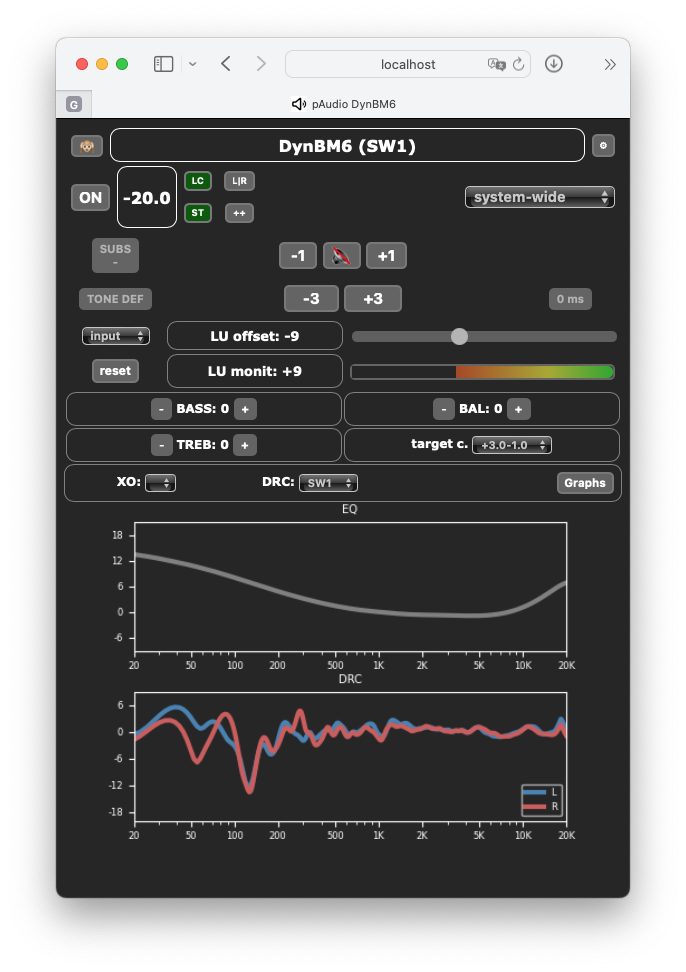 localhost
G
pAudio DynBM6
DynBM6 (SW1)
ON
-20.0
LC
L|R
ST
++
system-wide
SUBS
-
-1
+1
TONE DEF
-3
+3
0 ms
input
LU offset: -9
reset
LU monit: +9
- BASS: 0 +
- BAL: 0 +
- TREB: 0 +
target c. +3.0-1.0
XO:
DRC: SW1
Graphs
EQ
18
12
6
0
-6
20 50 100 200 500 1K 2K 5K 10K 20K
DRC
6
0
-6
-12
-18
L
R
20 50 100 200 500 1K 2K 5K 10K 20K